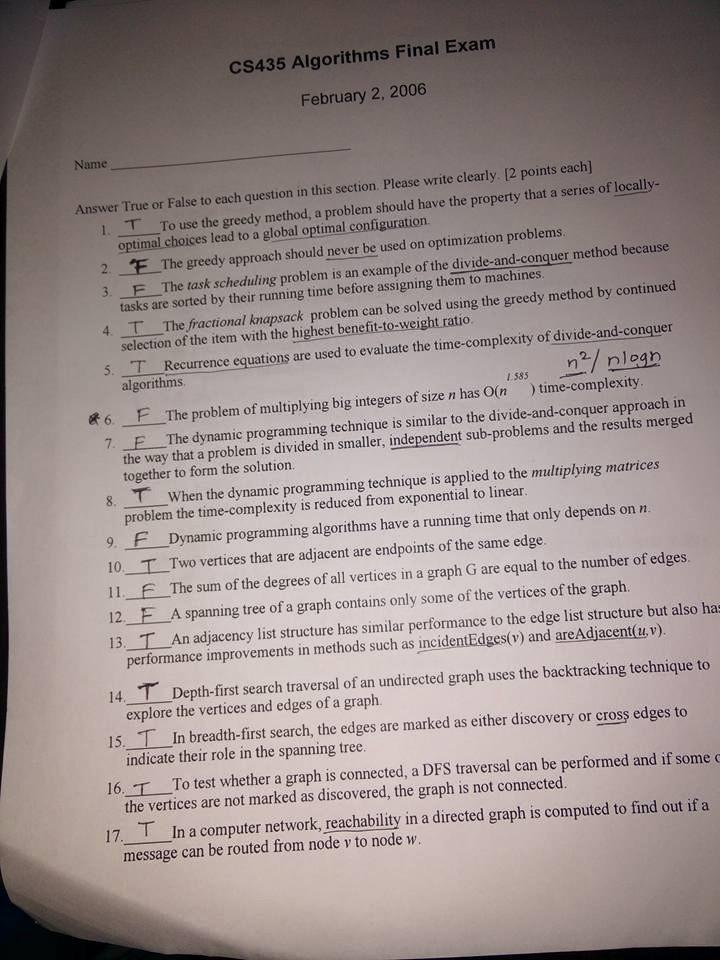 CS435 Algorithms Final Exam
February 2, 2006
Name
Answer True or False to each question in this section. Please write clearly. [2 points each]
1. T To use the greedy method, a problem should have the property that a series of locally-
optimal choices lead to a global optimal configuration.
2. F The greedy approach should never be used on optimization problems.
3. F The task scheduling problem is an example of the divide-and-conquer method because
tasks are sorted by their running time before assigning them to machines.
4. T The fractional knapsack problem can be solved using the greedy method by continued
selection of the item with the highest benefit-to-weight ratio.
5. T Recurrence equations are used to evaluate the time-complexity of divide-and-conquer
algorithms.
n²/nlogn
6. F The problem of multiplying big integers of size n has O(n^1.585) time-complexity.
7. F The dynamic programming technique is similar to the divide-and-conquer approach in
the way that a problem is divided in smaller, independent sub-problems and the results merged
together to form the solution.
8. T When the dynamic programming technique is applied to the multiplying matrices
problem the time-complexity is reduced from exponential to linear.
9. F Dynamic programming algorithms have a running time that only depends on n.
10. T Two vertices that are adjacent are endpoints of the same edge.
11. F The sum of the degrees of all vertices in a graph G are equal to the number of edges.
12. F A spanning tree of a graph contains only some of the vertices of the graph.
13. T An adjacency list structure has similar performance to the edge list structure but also has
performance improvements in methods such as incidentEdges(v) and areAdjacent(u,v).
14. T Depth-first search traversal of an undirected graph uses the backtracking technique to
explore the vertices and edges of a graph.
15. T In breadth-first search, the edges are marked as either discovery or cross edges to
indicate their role in the spanning tree.
16. T To test whether a graph is connected, a DFS traversal can be performed and if some
the vertices are not marked as discovered, the graph is not connected.
17. T In a computer network, reachability in a directed graph is computed to find out if a
message can be routed from node v to node w.